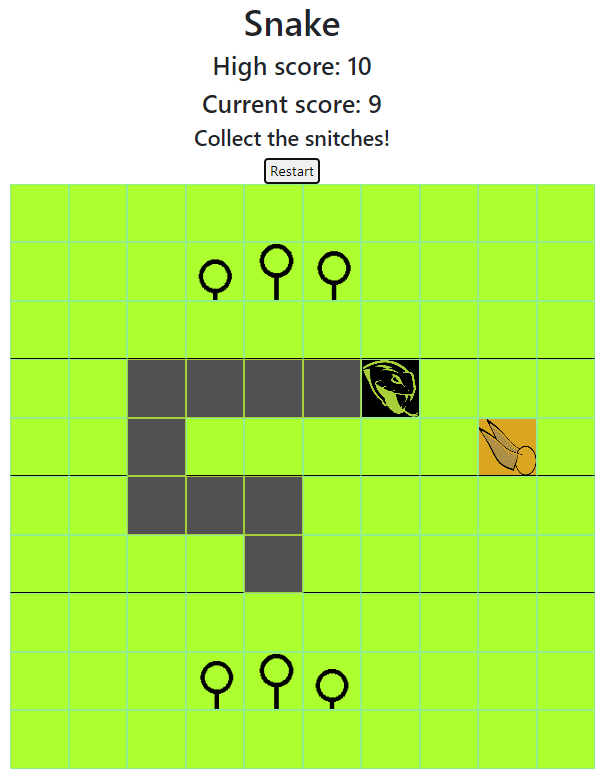 Snake
High score: 10
Current score: 9
Collect the snitches!
Restart